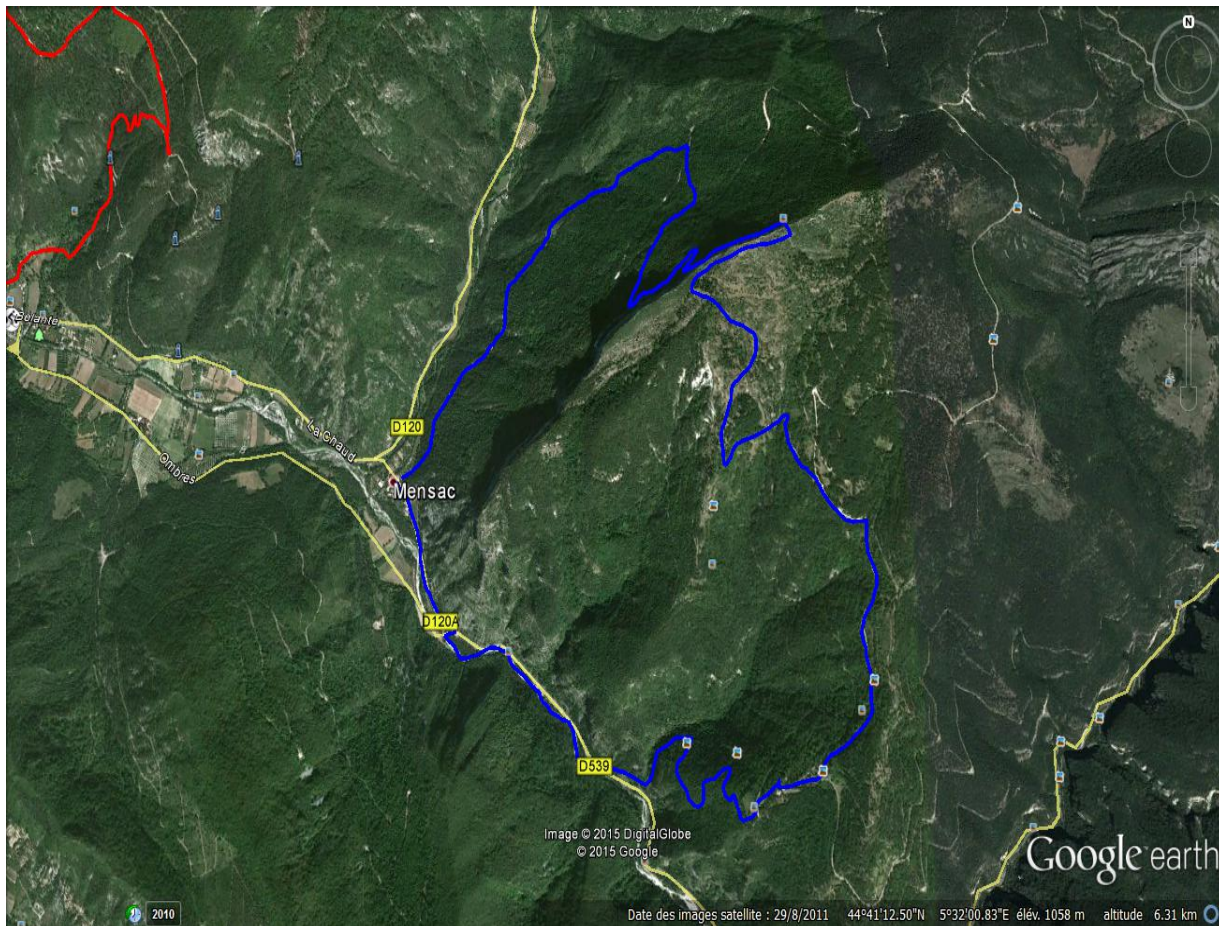 N
Bolante
D120
La Chaud
Ombres
Mensac
D120A
D539
Image © 2015 DigitalGlobe
© 2015 Google
Google earth
2010
Date des images satellite : 29/8/2011 44°41'12.50"N 5°32'00.83"E élév. 1058 m altitude 6.31 km